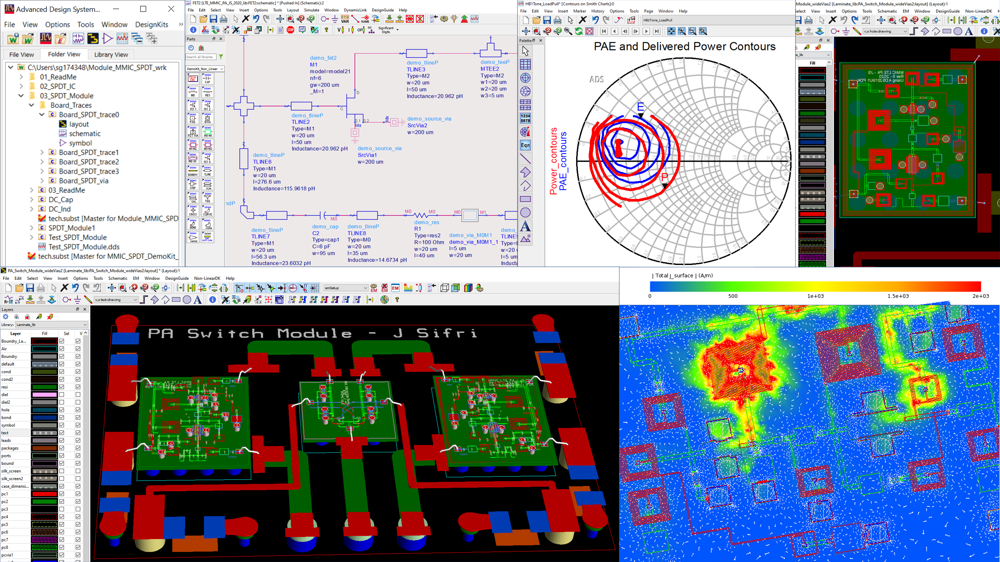 Advanced Design System...
File View Options Tools Window DesignKits »
File View Folder View Library View
C:\Users\sg174348\Module_MMIC_SPDT_wrk
01_ReadMe
02_SPDT_IC
03_SPDT_Module
Board_Traces
Board_SPDT_trace0
layout
schematic
symbol
Board_SPDT_trace1
Board_SPDT_trace2
Board_SPDT_trace3
Board_SPDT_via
03_ReadMe
DC_Cap
DC_Ind
tech.subst [Master for Module_MMIC_SPD
SPDT_Module1
Test_SPDT_Module
Test_SPDT_Module.dds
tech.subst [Master for MMIC_SPDT_DemoKit_
FET2 [LTE_MMIC_PA_JS_2020_lib:FET2:schematic] * [Pushed In] (Schematic):2
File Edit Select View Insert Options Tools Layout Simulate Window DynamicLink DesignGuide Help
Significant Digits
Parts
Search all libraries
DemoKit_Non_Linear
demo_fet2
M1
model=model21
nf=6
gw=200 um
_M=1
D
G
S1 S2
Mx
Mx
demo_tlineP
TLINE3
Type=M2
w=20 um
l=50 um
Inductance=20.962 pH
demo_teeP
MTEE2
Type=M2
w1=20 um
w2=20 um
w3=5 um
demo_tlineP
TLINE2
Type=M1
w=20 um
l=50 um
Inductance=20.962 pH
demo_source_via
SrcVia2
w=200 um
demo_source_via
SrcVia1
w=200 um
demo_tlineP
TLINE6
Type=M1
w=20 um
l=276.6 um
Inductance=115.9618 pH
ndP
M0
M0 M0
M0 M1
demo_tlineP
TLINE7
Type=M1
w=20 um
l=56.3 um
Inductance=23.6032 pH
demo_cap
C2
Type=cap1
C=6 pF
w=95 um
demo_tlineP
TLINE8
Type=M0
w=20 um
l=35 um
Inductance=14.6734 pH
demo_res
R1
Type=res2
R=100 Ohm
w=20 um
l=40 um
demo_via_M0M1
demo_via_M0M1_1
l=5 um
w=20 um
demo_
HB1Tone_LoadPull* [Contours on Smith Charts]:0
File Edit View Insert Marker History Options Tools Page Window Help
HB1Tone_LoadPull
Palette
1234
5678
Eqn
PAE and Delivered Power Contours
ADS
E
P
Power_contours
PAE_contours
Module_wideVias2 [Laminate_lib:PA_Switch_Module_wideVias2:layout] (Layout):1
elect View Insert Options Tools Schematic EM Window DesignGuide Non-LinearDK H
v,s hole:drawing
Fill
MMIC LTE PA - JS
Rev 6 - 2020
Using ADS2019U1 PDK
PA_Switch_Module_wideVias2 [Laminate_lib:PA_Switch_Module_wideVias2:layout] * (Layout):1
File Edit Select View Insert Options Tools Schematic EM Window DesignGuide Non-LinearDK Help
emSetup
v,s text:drawing
Layers
Library: Laminate_lib
Layer Fill Sel V
Boundry_La...
Air
Boundry
default
cond
cond2
resi
diel
diel2
hole
bond
symbol
text
leads
packages
ports
bound
silk_screen
silk_screen2
case_dimensi...
pc1
pc2
pc3
pc4
pc5
pc6
pc7
pc8
pcvia1
PA Switch Module - J Sifri
| Total J_surface | (A/m)
0 500 1e+03 1.5e+03 2e+03